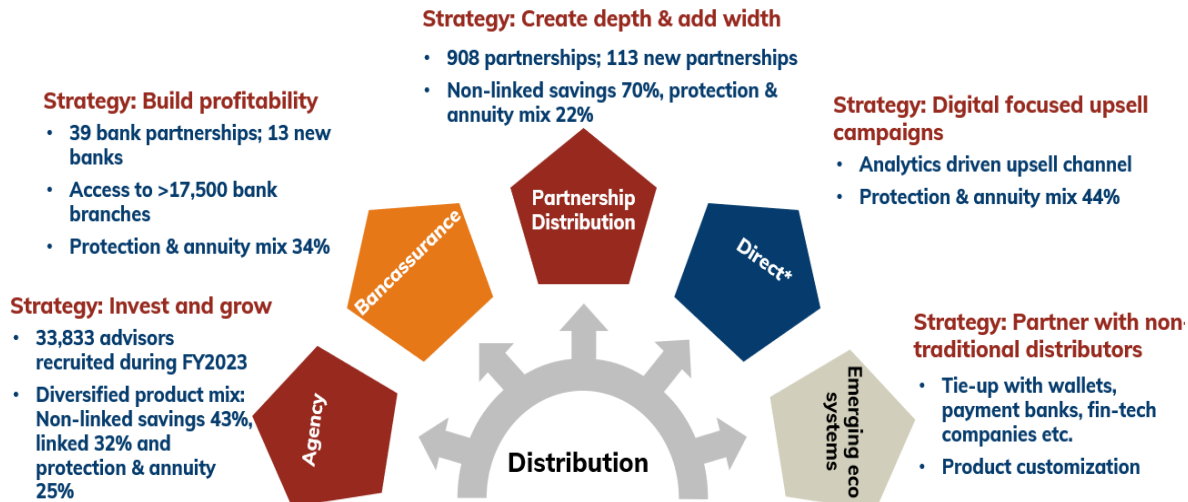 Strategy: Create depth & add width
• 908 partnerships; 113 new partnerships
• Non-linked savings 70%, protection &
annuity mix 22%
Strategy: Build profitability
• 39 bank partnerships; 13 new
banks
• Access to >17,500 bank
branches
• Protection & annuity mix 34%
Strategy: Digital focused upsell
campaigns
• Analytics driven upsell channel
• Protection & annuity mix 44%
Strategy: Invest and grow
• 33,833 advisors
recruited during FY2023
• Diversified product mix:
Non-linked savings 43%,
linked 32% and
protection & annuity
25%
Strategy: Partner with non-
traditional distributors
• Tie-up with wallets,
payment banks, fin-tech
companies etc.
• Product customization
Agency
Bancassurance
Partnership
Distribution
Direct*
Emerging eco
systems
Distribution